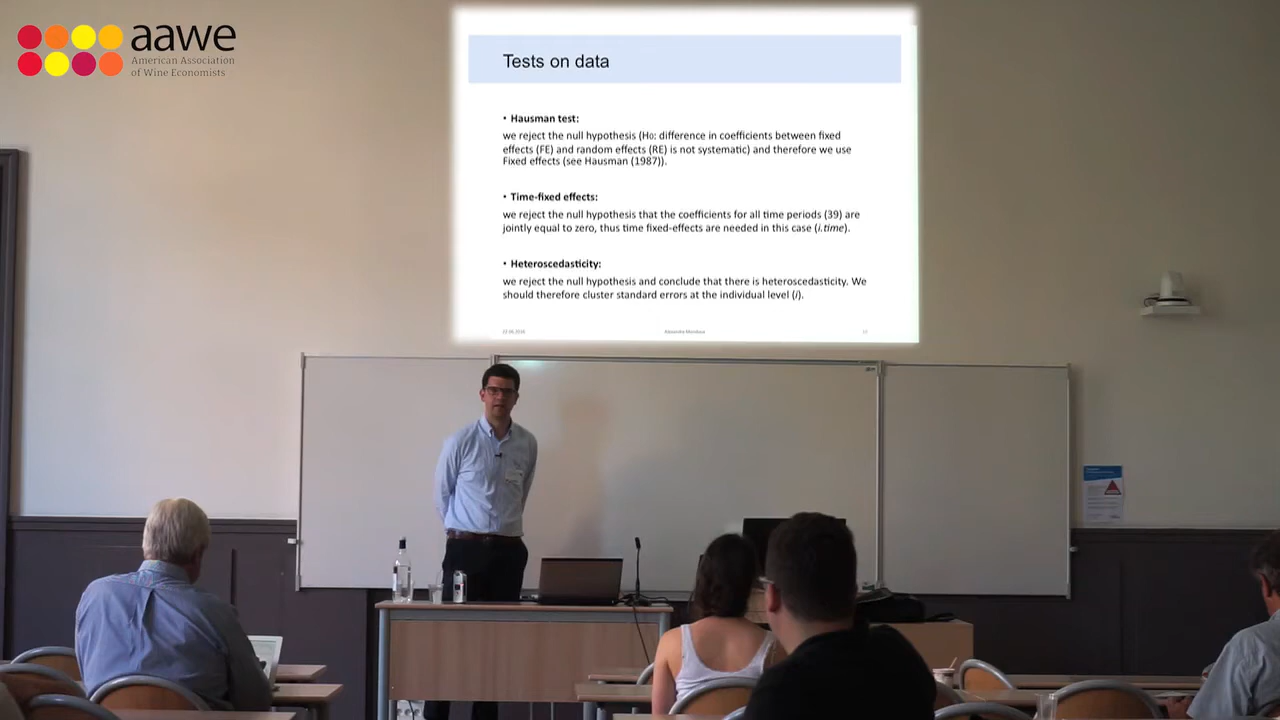 aawe
American Association
of Wine Economists
Tests on data
• Hausman test:
we reject the null hypothesis (H0: difference in coefficients between fixed
effects (FE) and random effects (RE) is not systematic) and therefore we use
Fixed effects (see Hausman (1987)).
• Time-fixed effects:
we reject the null hypothesis that the coefficients for all time periods (39) are
jointly equal to zero, thus time fixed-effects are needed in this case (i.time).
• Heteroscedasticity:
we reject the null hypothesis and conclude that there is heteroscedasticity. We
should therefore cluster standard errors at the individual level (i).